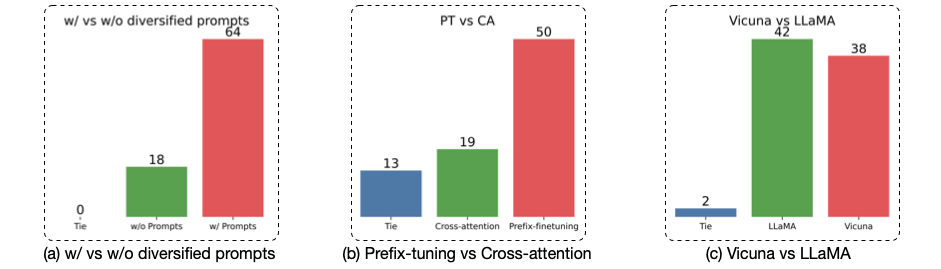 w/ vs w/o diversified prompts
64
18
0
Tie
w/o Prompts
w/ Prompts
(a) w/ vs w/o diversified prompts
PT vs CA
50
19
13
Tie
Cross-attention
Prefix-finetuning
(b) Prefix-tuning vs Cross-attention
Vicuna vs LLaMA
42
38
2
Tie
LLaMA
Vicuna
(c) Vicuna vs LLaMA